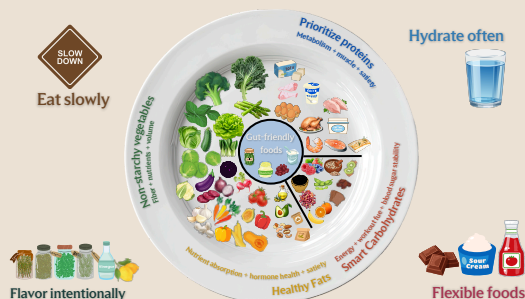 SLOW
DOWN
Eat slowly
Prioritize proteins
Metabolism + muscle + satiety
Hydrate often
Non-starchy vegetables
Fiber + nutrients + volume
Gut-friendly
foods
Energy + workout fuel + blood sugar stability
Smart Carbohydrates
Nutrient absorption + hormone health + satiety
Healthy Fats
Flavor intentionally
Sour
Cream
Flexible foods